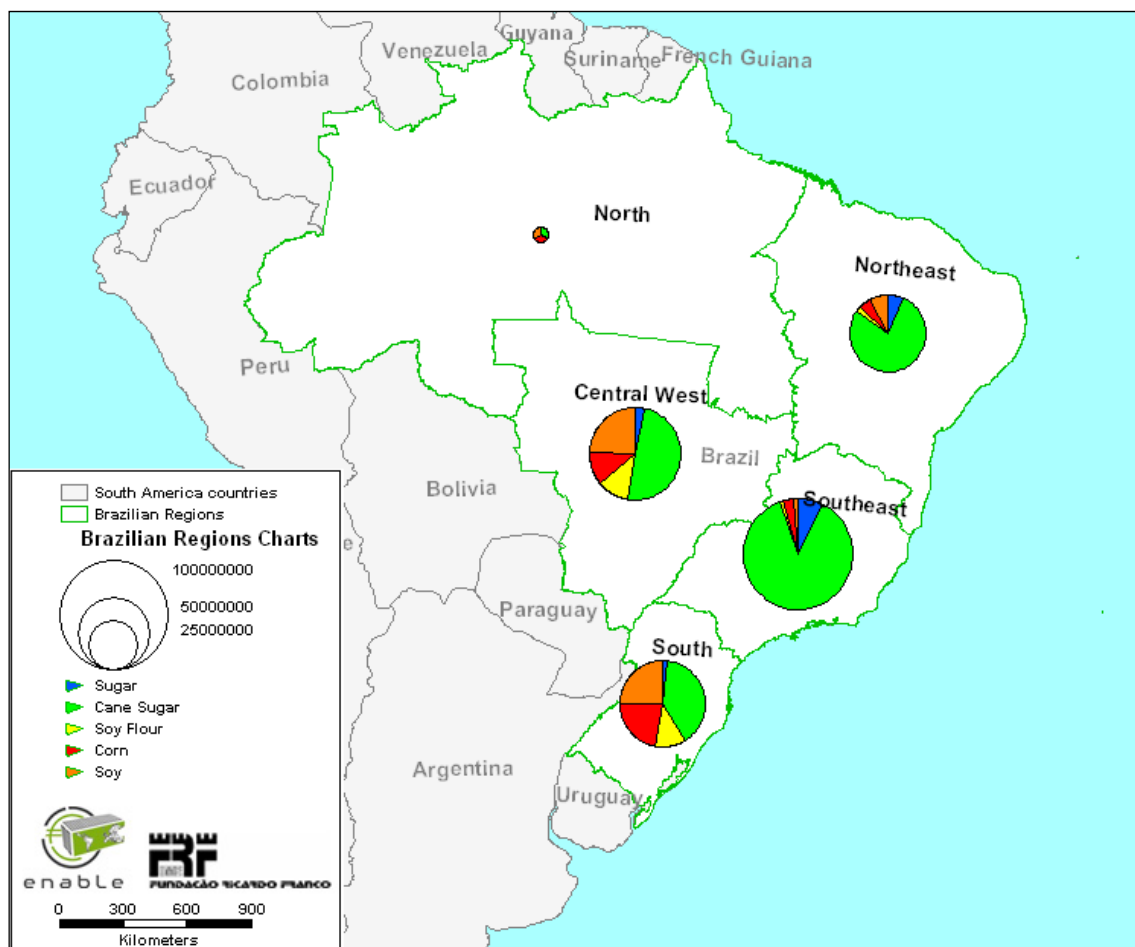 Guyana
Venezuela
Suriname
French Guiana
Colombia
Ecuador
North
Northeast
Peru
Central West
Brazil
Bolivia
Southeast
e
Paraguay
South
Argentina
Uruguay
South America countries
Brazilian Regions
Brazilian Regions Charts
100000000
50000000
25000000
Sugar
Cane Sugar
Soy Flour
Corn
Soy
enable
FRF
FUNDAÇÃO RICARDO FRANCO
0 300 600 900
Kilometers